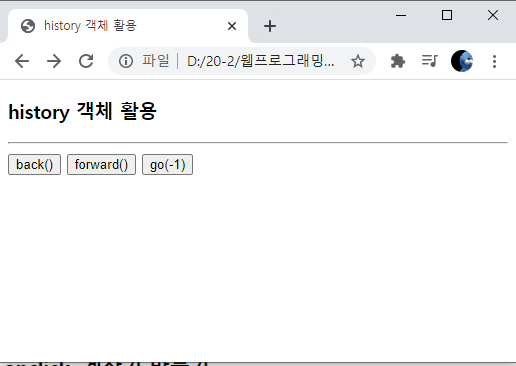 history 객체 활용
파일 D:/20-2/웹프로그래밍...
history 객체 활용
back() forward() go(-1)